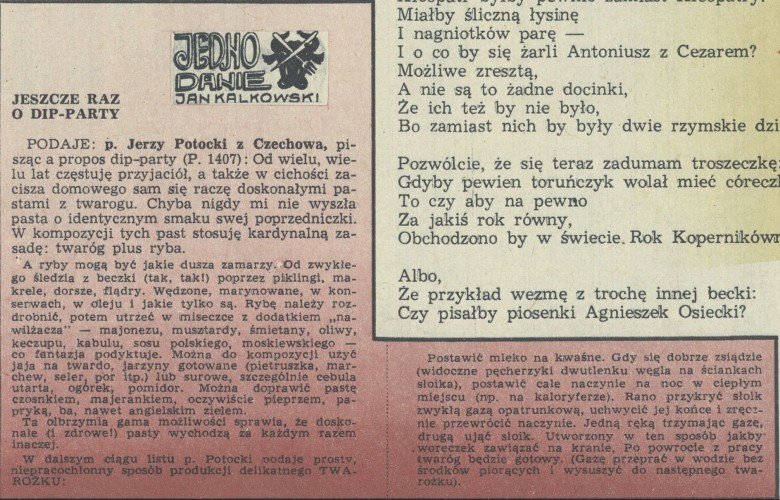 JEDNO
DANIE
JAN KALKOWSKI
JESZCZE RAZ
O DIP-PARTY
PODAJE: p. Jerzy Potocki z Czechowa, pi-
sząc a propos dip-party (P. 1407): Od wielu, wie-
lu lat częstuję przyjaciół, a także w cichości za-
cisza domowego sam się raczę doskonałymi pa-
stami z twarogu. Chyba nigdy mi nie wyszła
pasta o identycznym smaku swej poprzedniczki.
W kompozycji tych past stosuję kardynalną za-
sadę: twaróg plus ryba.
A ryby mogą być jakie dusza zamarzy. Od zwykłe-
go śledzia z beczki (tak, tak!) poprzez piklingi, ma-
krele, dorsze, flądry. Wędzone, marynowane, w kon-
serwach, w oleju i jakie tylko są. Rybę należy roz-
drobnić, potem utrzeć w miseczce z dodatkiem „na-
wilżacza” — majonezu, musztardy, śmietany, oliwy,
keczupu, kabulu, sosu polskiego, moskiewskiego —
co fantazja podyktuje. Można do kompozycji użyć
jaja na twardo, jarzyny gotowane (pietruszka, mar-
chew, seler, por itp.) lub surowe, szczególnie cebula
utarta, ogórek, pomidor. Można doprawić pastę
czosnkiem, majerankiem, oczywiście pieprzem, pa-
pryką, ba, nawet angielskim zielem.
Ta olbrzymia gama możliwości sprawia, że dosko-
nałe (i zdrowe!) pasty wychodzą za każdym razem
inaczej.
W dalszym ciągu listu p. Potocki podaje prosty,
niepracochłonny sposób produkcji delikatnego TWA-
ROŻKU:
Miałby śliczną łysinę
I nagniotków parę —
I o co by się żarli Antoniusz z Cezarem?
Możliwe zresztą,
A nie są to żadne docinki,
Że ich też by nie było,
Bo zamiast nich by były dwie rzymskie
Pozwólcie, że się teraz zadumam troszeczkę:
Gdyby pewien toruńczyk wolał mieć
To czy aby na pewno
Za jakiś rok równy,
Obchodzono by w świecie Rok
Albo,
Że przykład wezmę z trochę innej becki:
Czy pisałby piosenki Agnieszek Osiecki?
Postawić mleko na kwaśne. Gdy się dobrze zsiądzie
(widoczne pęcherzyki dwutlenku węgla na ściankach
słoika), postawić całe naczynie na noc w ciepłym
miejscu (np. na kaloryferze). Rano przykryć słoik
zwykłą gazą opatrunkową, uchwycić jej końce i zręcz-
nie przewrócić naczynie. Jedną ręką trzymając gazę,
drugą ująć słoik. Utworzony w ten sposób jakby
woreczek zawiązać na kranie. Po powrocie z pracy
twaróg będzie gotowy. (Gazę przeprać w wodzie bez
środków piorących i wysuszyć do następnego twa-
rożku).